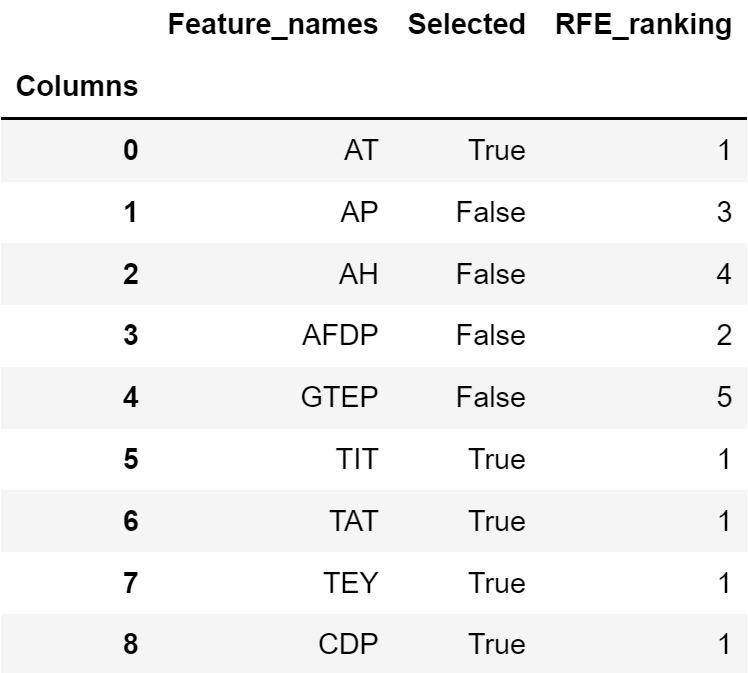 Feature_names Selected RFE_ranking
Columns
0 AT True 1
1 AP False 3
2 AH False 4
3 AFDP False 2
4 GTEP False 5
5 TIT True 1
6 TAT True 1
7 TEY True 1
8 CDP True 1